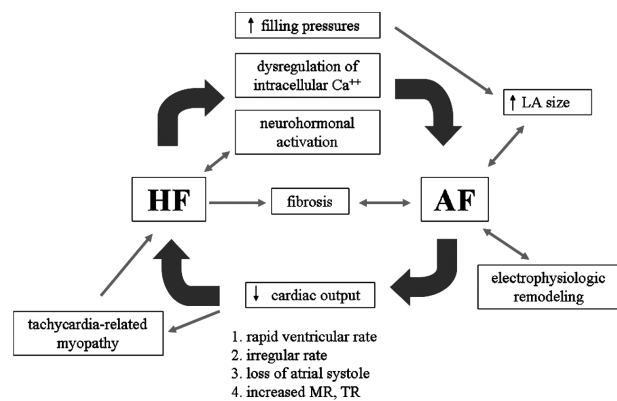 ↑ filling pressures
dysregulation of
intracellular Ca++
↑ LA size
neurohormonal
activation
HF
fibrosis
AF
electrophysiologic
remodeling
↓ cardiac output
tachycardia-related
myopathy
1. rapid ventricular rate
2. irregular rate
3. loss of atrial systole
4. increased MR, TR